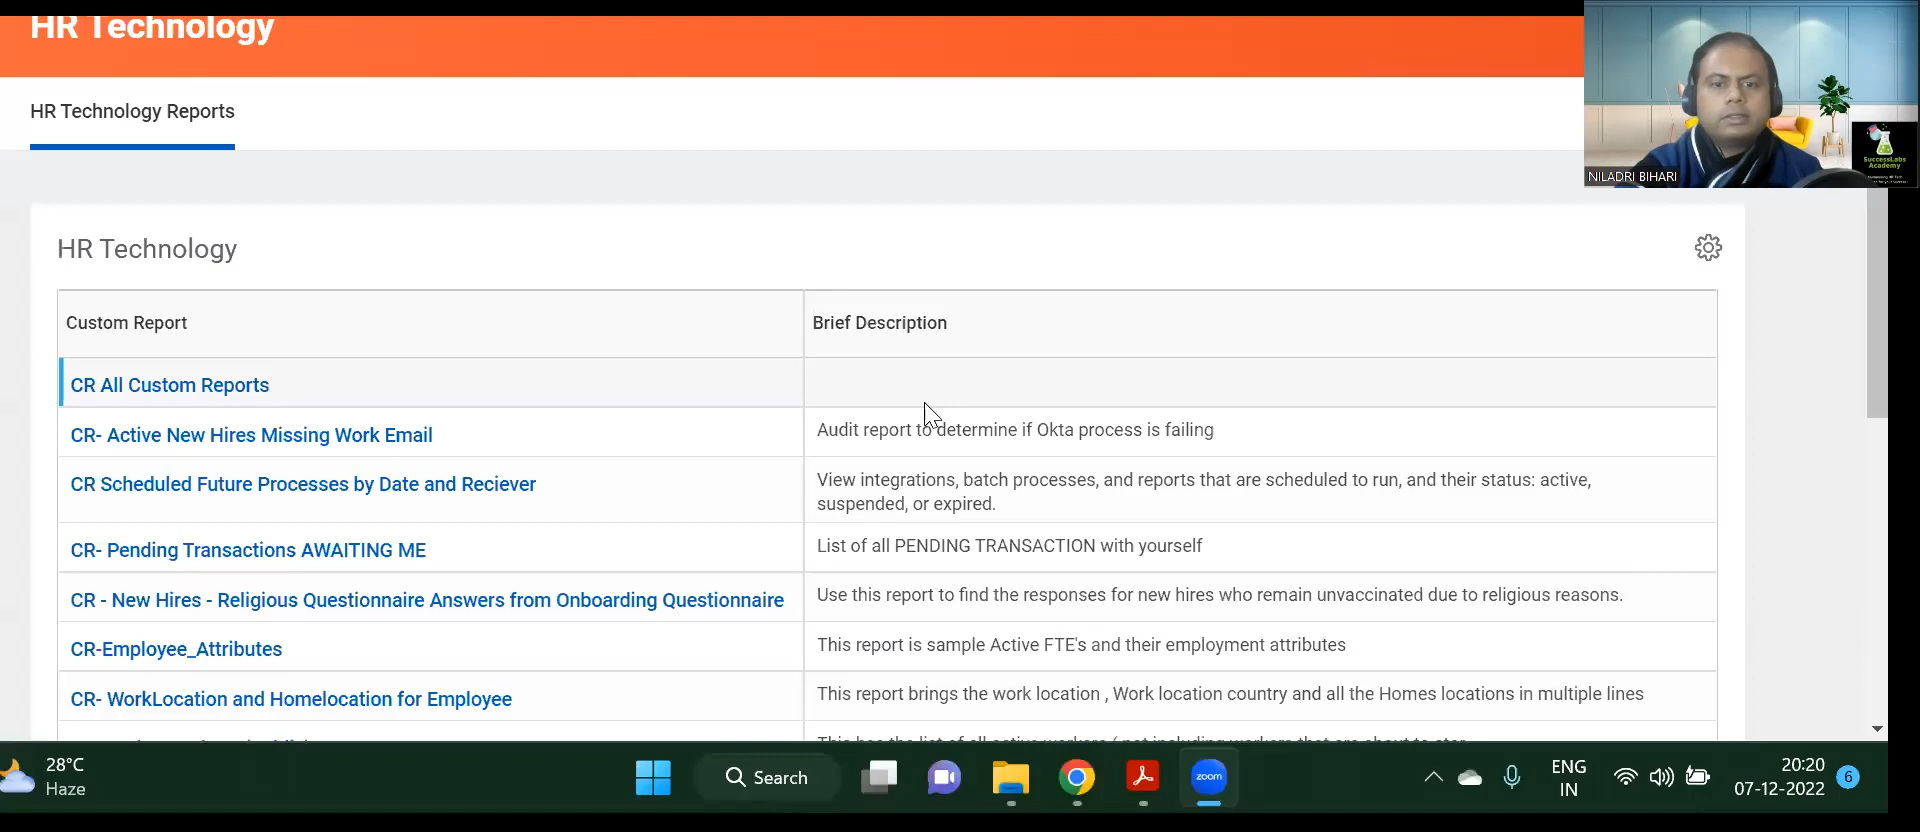 HR Technology
HR Technology Reports
NILADRI BIHARI
SuccessLabs
Academy
HR Technology
Custom Report
Brief Description
CR All Custom Reports
CR- Active New Hires Missing Work Email
Audit report to determine if Okta process is failing
CR Scheduled Future Processes by Date and Reciever
View integrations, batch processes, and reports that are scheduled to run, and their status: active,
suspended, or expired.
CR- Pending Transactions AWAITING ME
List of all PENDING TRANSACTION with yourself
CR - New Hires - Religious Questionnaire Answers from Onboarding Questionnaire
Use this report to find the responses for new hires who remain unvaccinated due to religious reasons.
CR-Employee_Attributes
This report is sample Active FTE's and their employment attributes
CR- WorkLocation and Homelocation for Employee
This report brings the work location , Work location country and all the Homes locations in multiple lines
28°C
Haze
Search
zoom
ENG
IN
20:20
07-12-2022
6